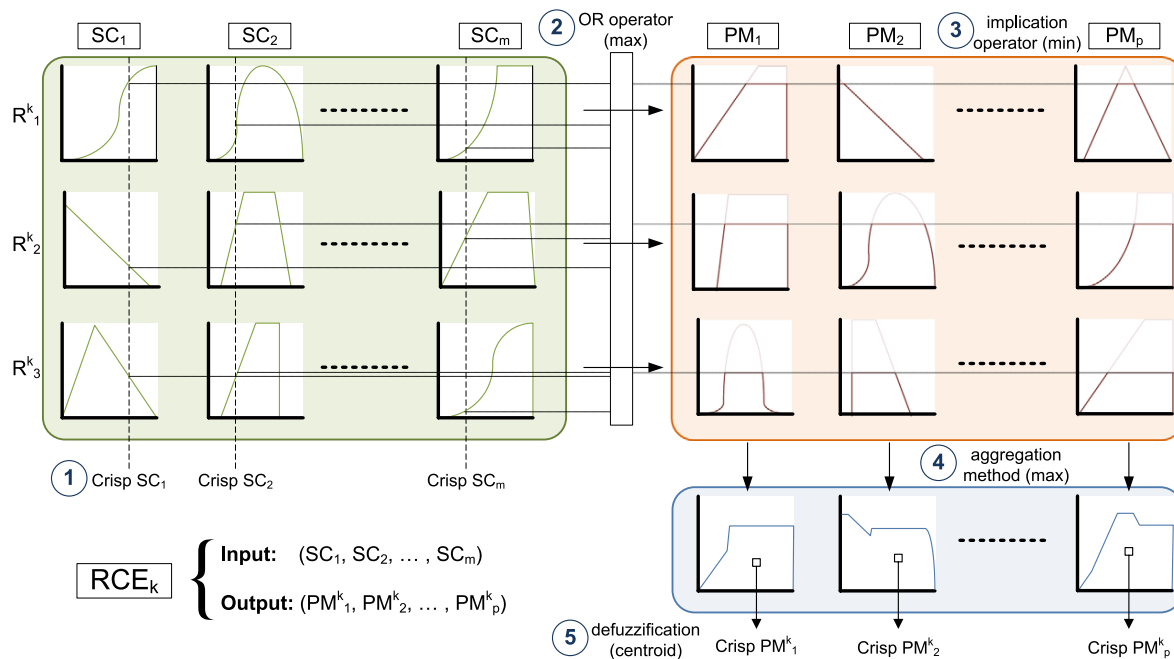 SC₁
SC₂
SCₘ
2 OR operator
(max)
PM₁
PM₂
3 implication
operator (min)
PMₚ
Rᵏ₁
Rᵏ₂
Rᵏ₃
1 Crisp SC₁
Crisp SC₂
Crisp SCₘ
4 aggregation
method (max)
RCEₖ
Input: (SC₁, SC₂, … , SCₘ)
Output: (PMᵏ₁, PMᵏ₂, … , PMᵏₚ)
5 defuzzification
(centroid)
Crisp PMᵏ₁
Crisp PMᵏ₂
Crisp PMᵏₚ